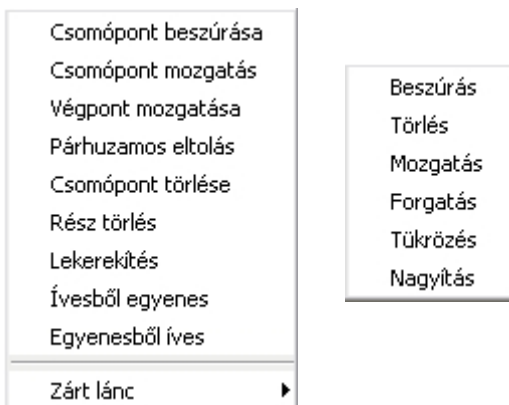 Csomópont beszúrása
Csomópont mozgatás
Végpont mozgatása
Párhuzamos eltolás
Csomópont törlése
Rész törlés
Lekerekítés
Ívesből egyenes
Egyenesből íves
Zárt lánc
Beszúrás
Törlés
Mozgatás
Forgatás
Tükrözés
Nagyítás